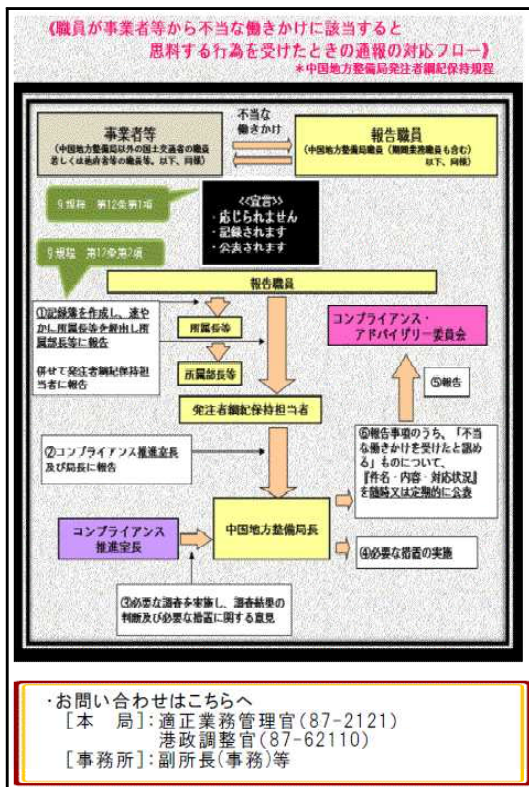 《職員が事業者等から不当な働きかけに該当すると
思料する行為を受けたときの通報の対応フロー》
*中国地方整備局発注者綱紀保持規程
不当な
働きかけ
事業者等
(中国地方整備局以外の国土交通省の職員
若しくは他府省等の職員等、以下、同様)
報告職員
(中国地方整備局職員(期間業務職員も含む)
以下、同様)
規程 第12条第1項
<<宣言>>
・応じられません
・記録されます
・公表されます
規程 第12条第2項
報告職員
①記録簿を作成し、速や
かに所属長等を経由し所
属部長等に報告
併せて発注者綱紀保持担
当者に報告
所属長等
所属部長等
コンプライアンス・
アドバイザリー委員会
⑤報告
発注者綱紀保持担当者
②コンプライアンス推進室長
及び局長に報告
⑥報告事項のうち、「不当
な働きかけを受けたと認め
る」ものについて、
『件名・内容・対応状況』
を随時又は定期的に公表
コンプライアンス
推進室長
中国地方整備局長
④必要な措置の実施
③必要な調査を実施し、調査結果の
判断及び必要な措置に関する意見
・お問い合わせはこちらへ
[本 局]:適正業務管理官(87-2121)
港政調整官(87-62110)
[事務所]:副所長(事務)等